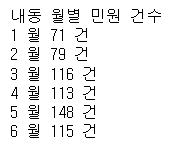 내동 월별 민원 건수
1 월 71 건
2 월 79 건
3 월 116 건
4 월 113 건
5 월 148 건
6 월 115 건